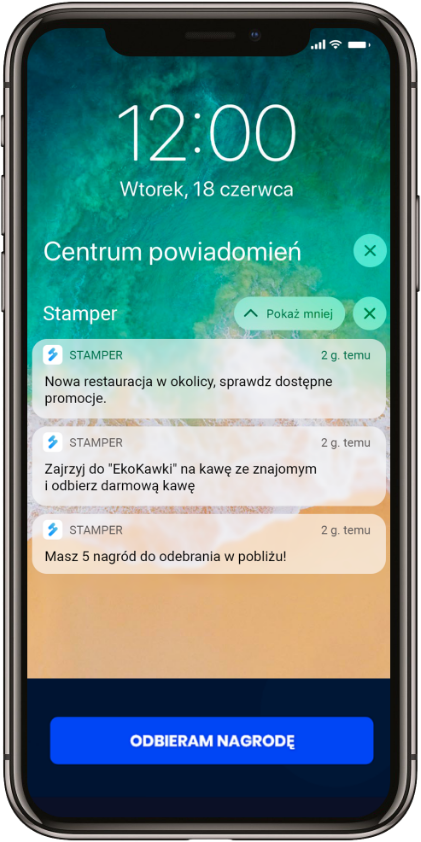 12:00
Wtorek, 18 czerwca
Centrum powiadomień
Stamper
Pokaż mniej
STAMPER 2 g. temu
Nowa restauracja w okolicy, sprawdz dostępne
promocje.
STAMPER 2 g. temu
Zajrzyj do "EkoKawki" na kawę ze znajomym
i odbierz darmową kawę
STAMPER 2 g. temu
Masz 5 nagród do odebrania w pobliżu!
ODBIERAM NAGRODĘ